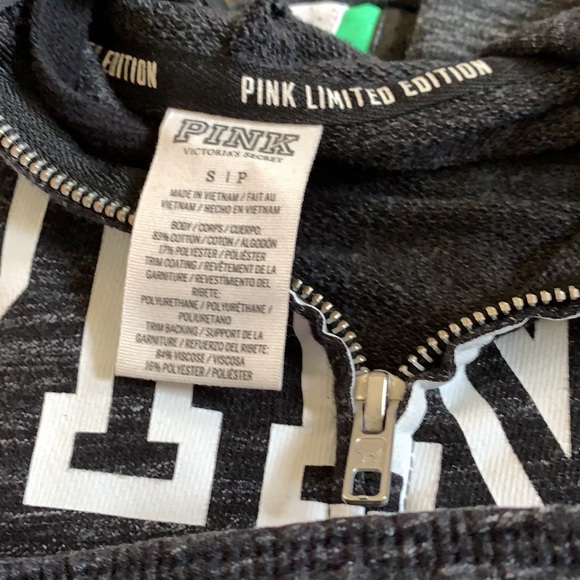 EDITION
PINK LIMITED EDITION
PINK
VICTORIA'S SECRET
S | P
MADE IN VIETNAM / FAIT AU
VIETNAM / HECHO EN VIETNAM
BODY / CORPS / CUERPO:
83% COTTON / COTON / ALGODÓN
17% POLYESTER / POLIÉSTER
TRIM COATING / REVÊTEMENT DE LA
GARNITURE / REVESTIMIENTO DEL
RIBETE:
POLYURETHANE / POLYURÉTHANE /
POLIURETANO
TRIM BACKING / SUPPORT DE LA
GARNITURE / REFUERZO DEL RIBETE:
84% VISCOSE / VISCOSA
16% POLYESTER / POLIÉSTER